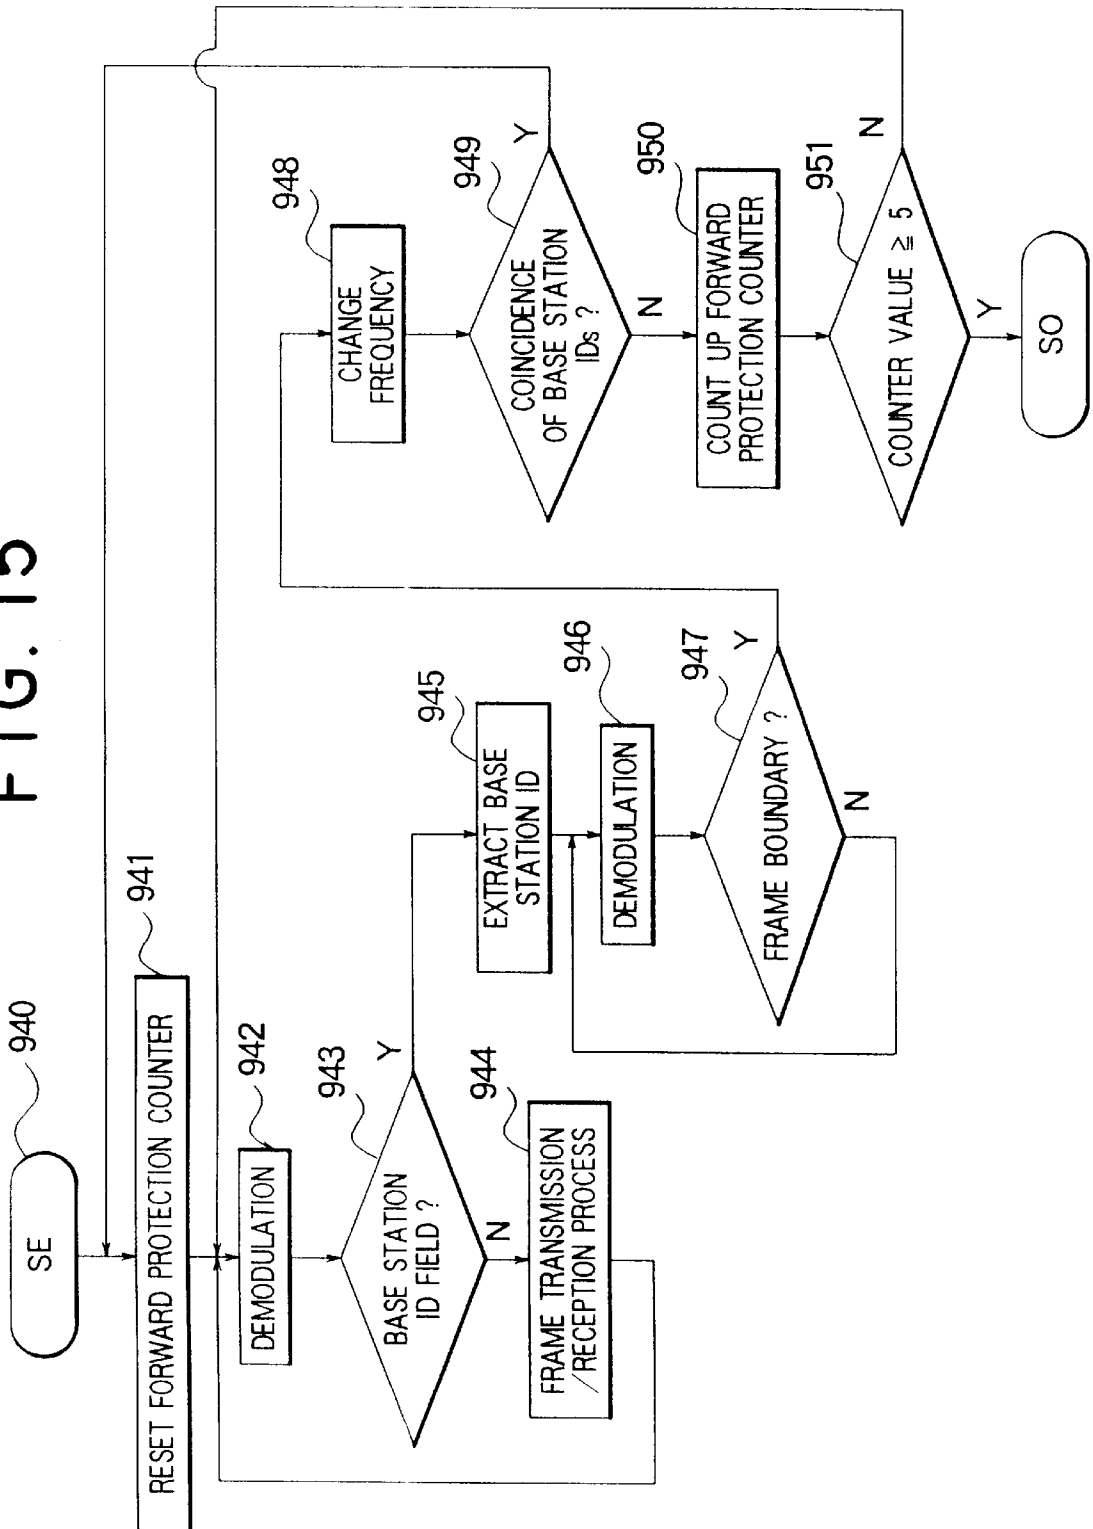 FIG. 15
940
SE
941
RESET FORWARD PROTECTION COUNTER
942
DEMODULATION
943
BASE STATION
ID FIELD ?
Y
N
944
FRAME TRANSMISSION
/RECEPTION PROCESS
945
EXTRACT BASE
STATION ID
946
DEMODULATION
947
FRAME BOUNDARY ?
Y
N
948
CHANGE
FREQUENCY
949
COINCIDENCE
OF BASE STATION
IDs ?
Y
N
950
COUNT UP FORWARD
PROTECTION COUNTER
951
COUNTER VALUE ≧ 5
N
Y
SO